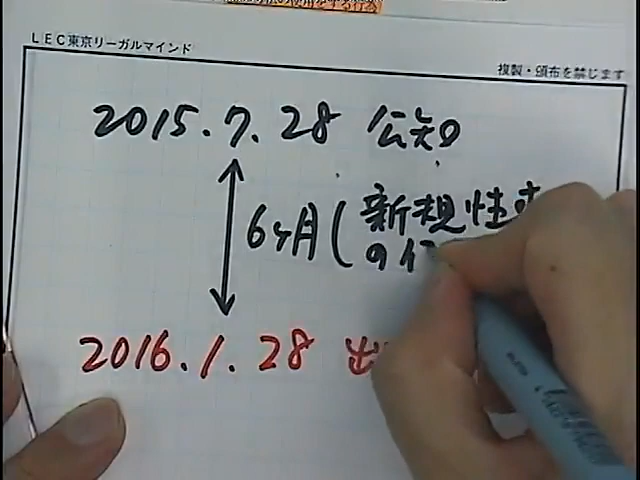 LEC東京リーガルマインド
複製・頒布を禁じます
2015.7.28 公知
6ヶ月(新規性
の
2016.1.28